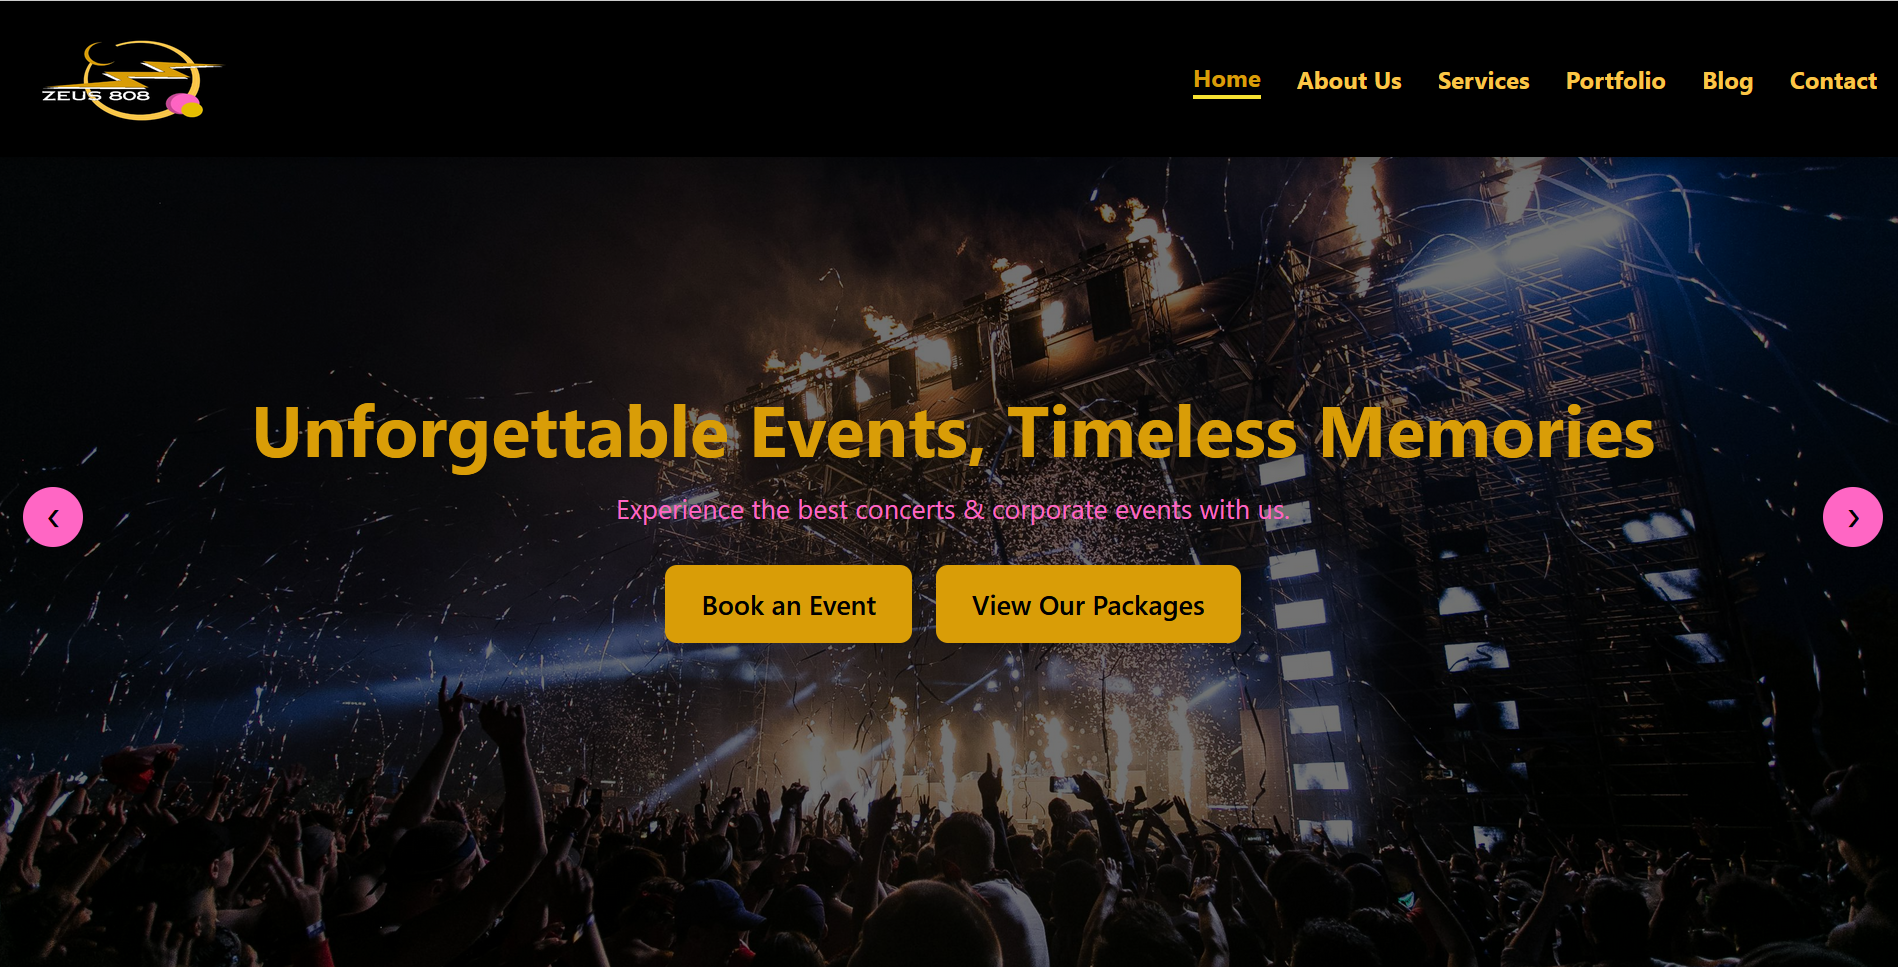 ZEUS 808
Home About Us Services Portfolio Blog Contact
Unforgettable Events, Timeless Memories
Experience the best concerts & corporate events with us.
‹ ›
Book an Event View Our Packages